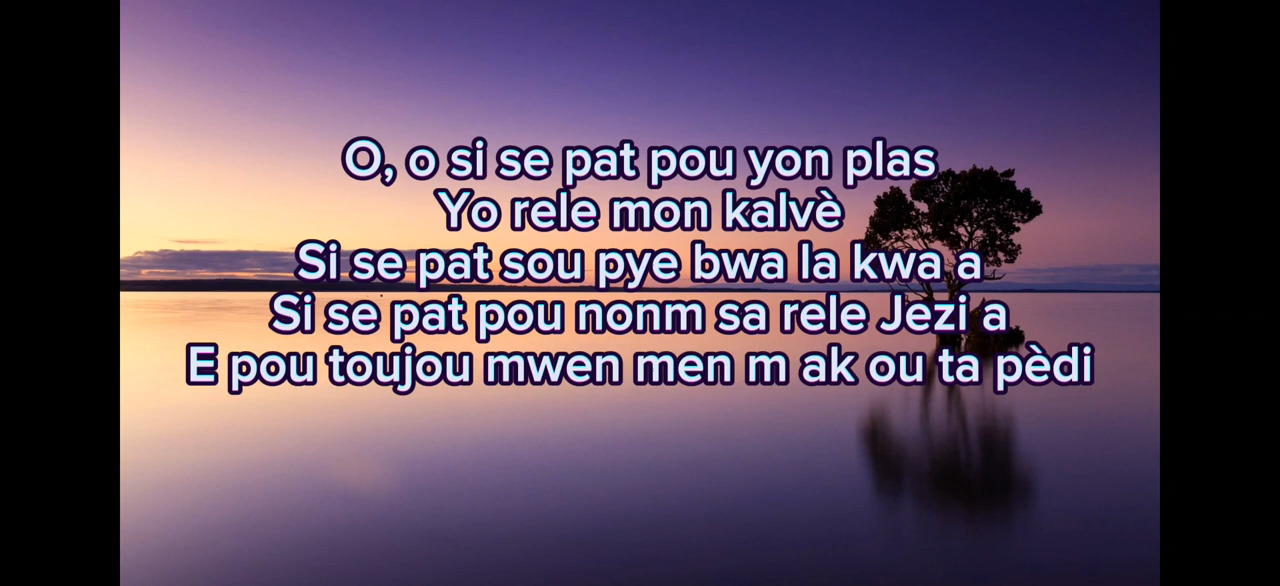 O, o si se pat pou yon plas
Yo rele mon kalvè
Si se pat sou pye bwa la kwa a
Si se pat pou nonm sa rele Jezi a
E pou toujou mwen men m ak ou ta pèdi